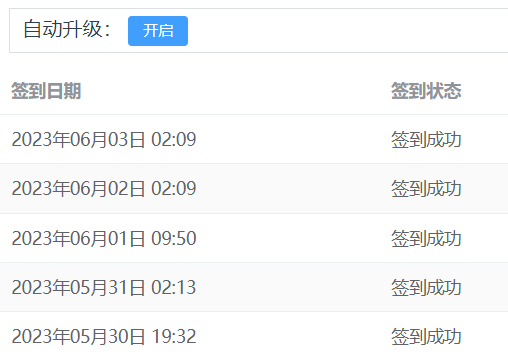 自动升级： 开启
签到日期 签到状态
2023年06月03日 02:09 签到成功
2023年06月02日 02:09 签到成功
2023年06月01日 09:50 签到成功
2023年05月31日 02:13 签到成功
2023年05月30日 19:32 签到成功